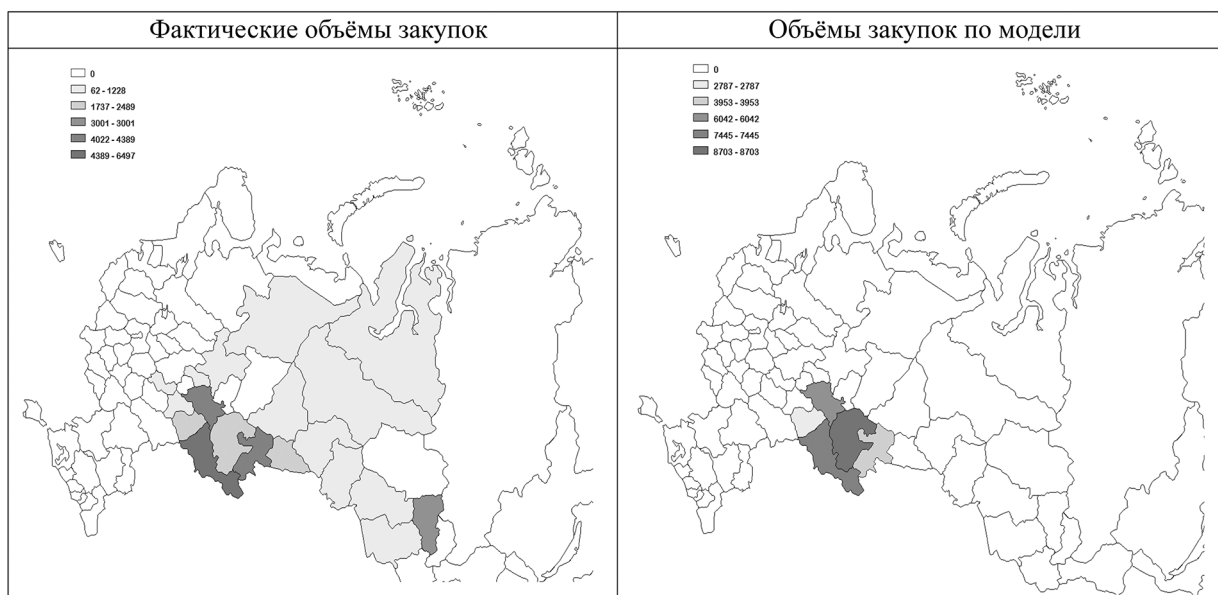 Фактические объёмы закупок
Объёмы закупок по модели
0
62 - 1228
1737 - 2489
3001 - 3001
4022 - 4389
4389 - 6497
0
2787 - 2787
3953 - 3953
6042 - 6042
7445 - 7445
8703 - 8703